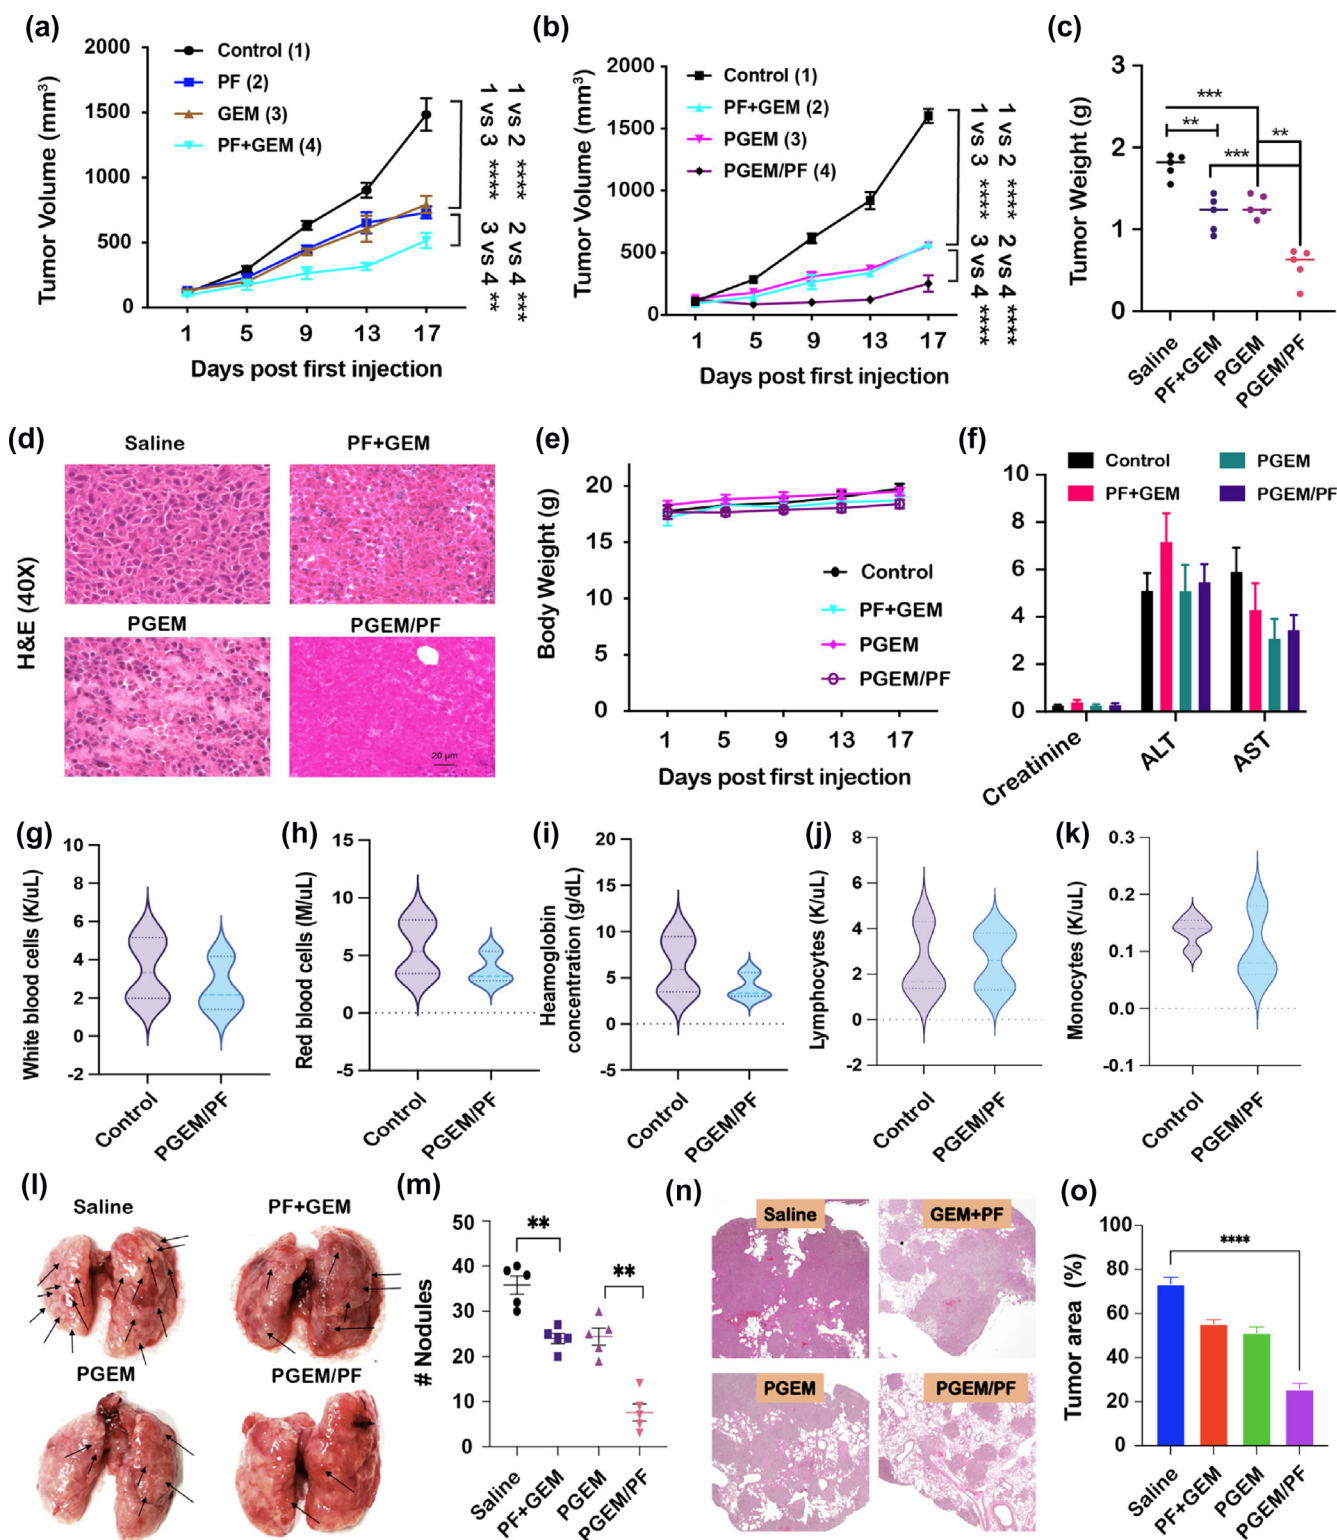 (a)
Tumor Volume (mm³)
2000
1500
1000
500
0
Control (1)
PF (2)
GEM (3)
PF+GEM (4)
1 vs 2 **** 2 vs 4 ***
1 vs 3 **** 3 vs 4 **
1 5 9 13 17
Days post first injection
(b)
Tumor Volume (mm³)
2000
1500
1000
500
0
Control (1)
PF+GEM (2)
PGEM (3)
PGEM/PF (4)
1 vs 2 **** 2 vs 4 ****
1 vs 3 **** 3 vs 4 ****
1 5 9 13 17
Days post first injection
(c)
Tumor Weight (g)
3
2
1
0
***
** **
***
Saline PF+GEM PGEM PGEM/PF
(d)
H&E (40X)
Saline PF+GEM
PGEM PGEM/PF
20 µm
(e)
Body Weight (g)
20
15
10
5
0
Control
PF+GEM
PGEM
PGEM/PF
1 5 9 13 17
Days post first injection
(f)
Control PGEM
PF+GEM PGEM/PF
10
8
6
4
2
0
Creatinine ALT AST
(g)
White blood cells (K/uL)
10
8
6
4
2
0
-2
Control PGEM/PF
(h)
Red blood cells (M/uL)
15
10
5
0
-5
Control PGEM/PF
(i)
Heamoglobin
concentration (g/dL)
20
15
10
5
0
-5
Control PGEM/PF
(j)
Lymphocytes (K/uL)
8
6
4
2
0
-2
Control PGEM/PF
(k)
Monocytes (K/uL)
0.3
0.2
0.1
0.0
-0.1
Control PGEM/PF
(l)
Saline PF+GEM
PGEM PGEM/PF
(m)
# Nodules
50
40
30
20
10
0
**
**
Saline PF+GEM PGEM PGEM/PF
(n)
Saline GEM+PF
PGEM PGEM/PF
(o)
Tumor area (%)
100
80
60
40
20
0
****
Saline PF+GEM PGEM PGEM/PF